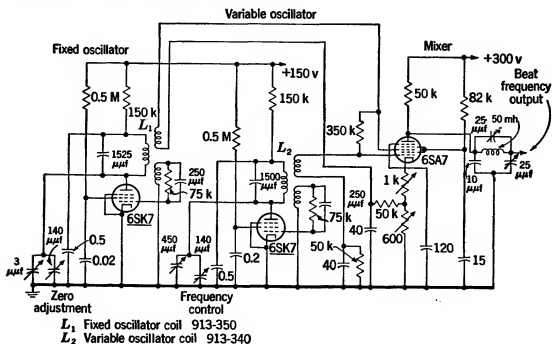 Variable oscillator
Fixed oscillator
Mixer
+300 v
+150 v
Beat
frequency
output
0.5 M
150 k
L₁
0.5 M
150 k
L₂
350 k
50 k
82 k
25
μμf
50 mh
6SA7
1525
μμf
250
μμf
75 k
1500
μμf
250
μμf
1 k
10
μμf
25
μμf
6SK7
6SK7
75 k
50 k
600
3
μμf
140
μμf
0.5
0.02
450
μμf
140
μμf
0.5
0.2
50 k
40
40
120
15
Zero
adjustment
Frequency
control
L₁ Fixed oscillator coil 913-350
L₂ Variable oscillator coil 913-340